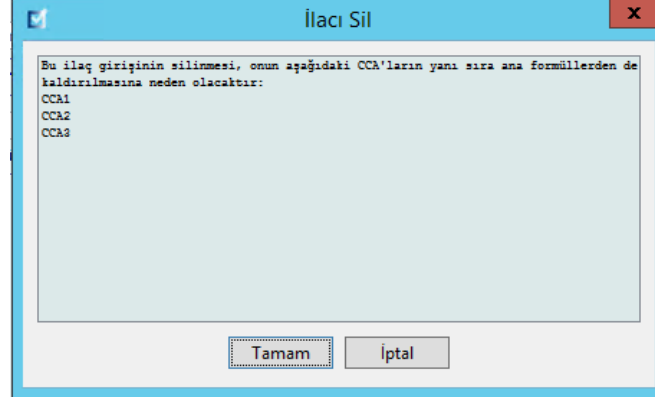 İlacı Sil
x
Bu ilaç girişinin silinmesi, onun aşağıdaki CCA'ların yanı sıra ana formüllerden de
kaldırılmasına neden olacaktır:
CCA1
CCA2
CCA3
Tamam
İptal